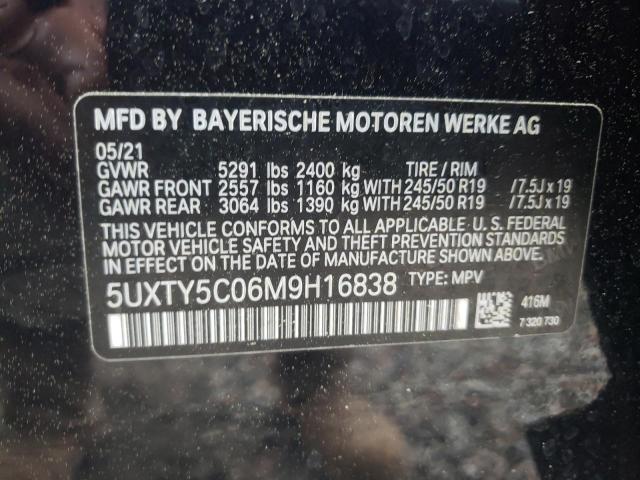 MFD BY BAYERISCHE MOTOREN WERKE AG
05/21
GVWR 5291 lbs 2400 kg TIRE / RIM
GAWR FRONT 2557 lbs 1160 kg WITH 245/50 R19 /7.5J x 19
GAWR REAR 3064 lbs 1390 kg WITH 245/50 R19 /7.5J x 19
THIS VEHICLE CONFORMS TO ALL APPLICABLE U. S. FEDERAL
MOTOR VEHICLE SAFETY AND THEFT PREVENTION STANDARDS
IN EFFECT ON THE DATE OF MANUFACTURE SHOWN ABOVE.
5UXTY5C06M9H16838 TYPE: MPV
416M
7 320 730